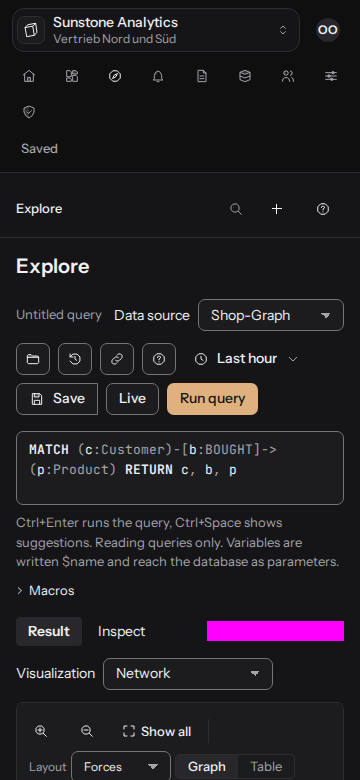 Sunstone Analytics
Vertrieb Nord und Süd
OO
Saved
Explore
Explore
Untitled query Data source Shop-Graph
Last hour
Save Live Run query
MATCH (c:Customer)-[b:BOUGHT]->
(p:Product) RETURN c, b, p
Ctrl+Enter runs the query, Ctrl+Space shows
suggestions. Reading queries only. Variables are
written $name and reach the database as parameters.
Macros
Result Inspect
Visualization Network
Show all
Layout Forces Graph Table